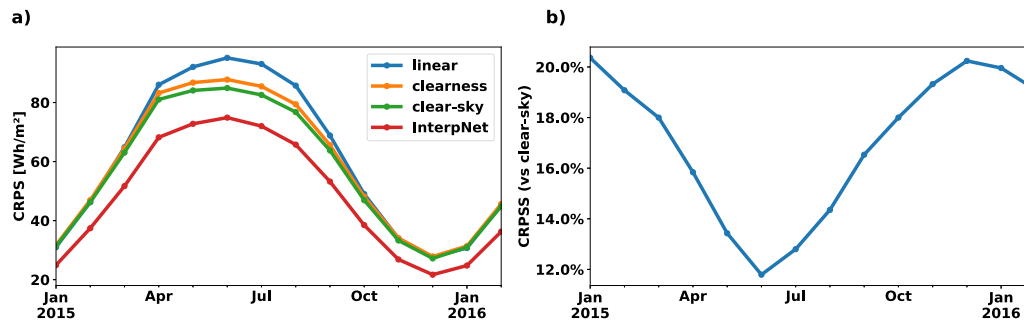 a)
CRPS [Wh/m²]
80
60
40
20
linear
clearness
clear-sky
InterpNet
Jan
2015
Apr
Jul
Oct
Jan
2016
b)
CRPSS (vs clear-sky)
20.0%
18.0%
16.0%
14.0%
12.0%
Jan
2015
Apr
Jul
Oct
Jan
2016